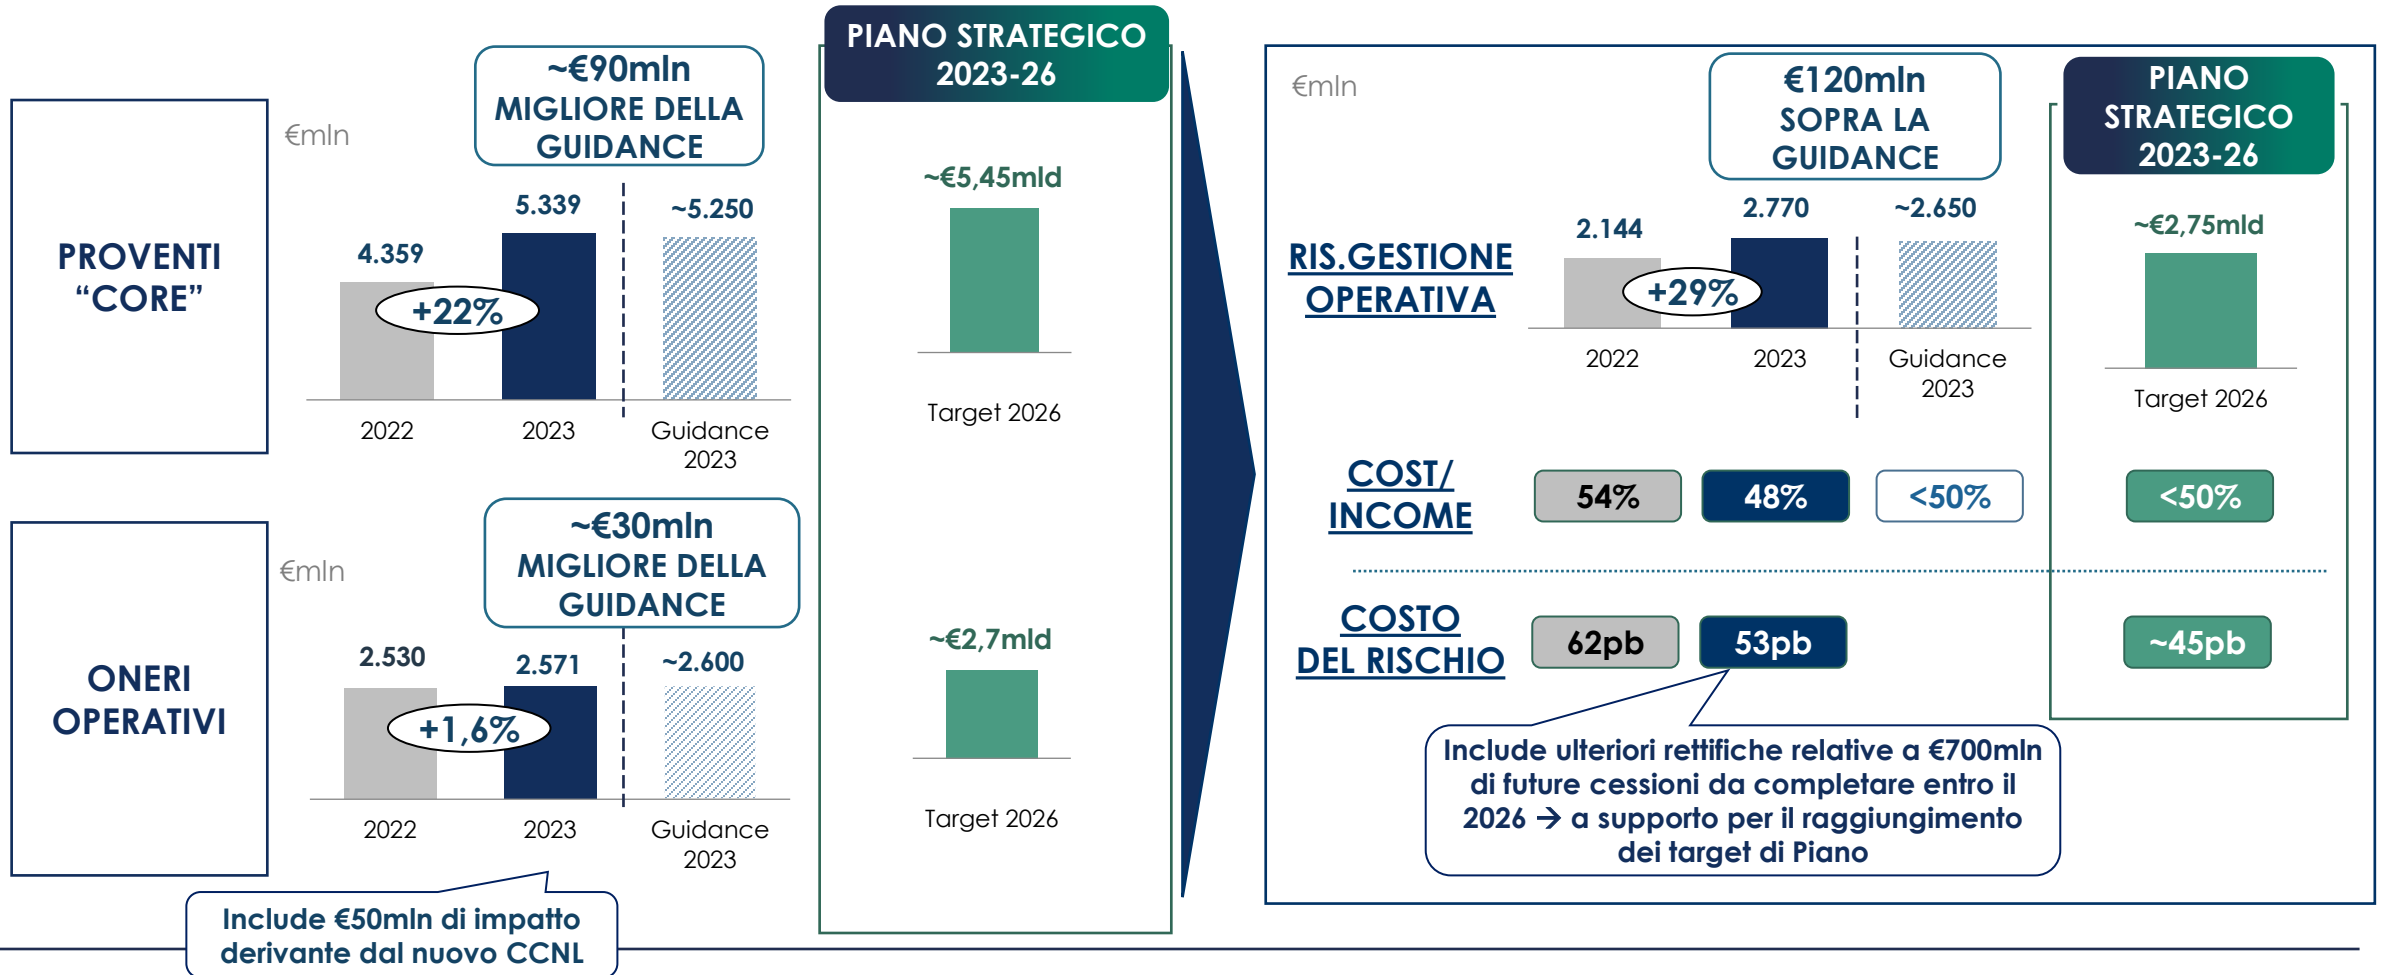 PROVENTI
“CORE”
€mln
~€90mln
MIGLIORE DELLA
GUIDANCE
4.359
5.339
~5.250
+22%
2022
2023
Guidance
2023
ONERI
OPERATIVI
€mln
~€30mln
MIGLIORE DELLA
GUIDANCE
2.530
2.571
~2.600
+1,6%
2022
2023
Guidance
2023
Include €50mln di impatto
derivante dal nuovo CCNL
PIANO STRATEGICO
2023-26
~€5,45mld
Target 2026
~€2,7mld
Target 2026
€mln
€120mln
SOPRA LA
GUIDANCE
PIANO
STRATEGICO
2023-26
RIS.GESTIONE
OPERATIVA
2.144
2.770
~2.650
~€2,75mld
+29%
2022
2023
Guidance
2023
Target 2026
COST/
INCOME
54%
48%
<50%
<50%
COSTO
DEL RISCHIO
62pb
53pb
~45pb
Include ulteriori rettifiche relative a €700mln
di future cessioni da completare entro il
2026 → a supporto per il raggiungimento
dei target di Piano